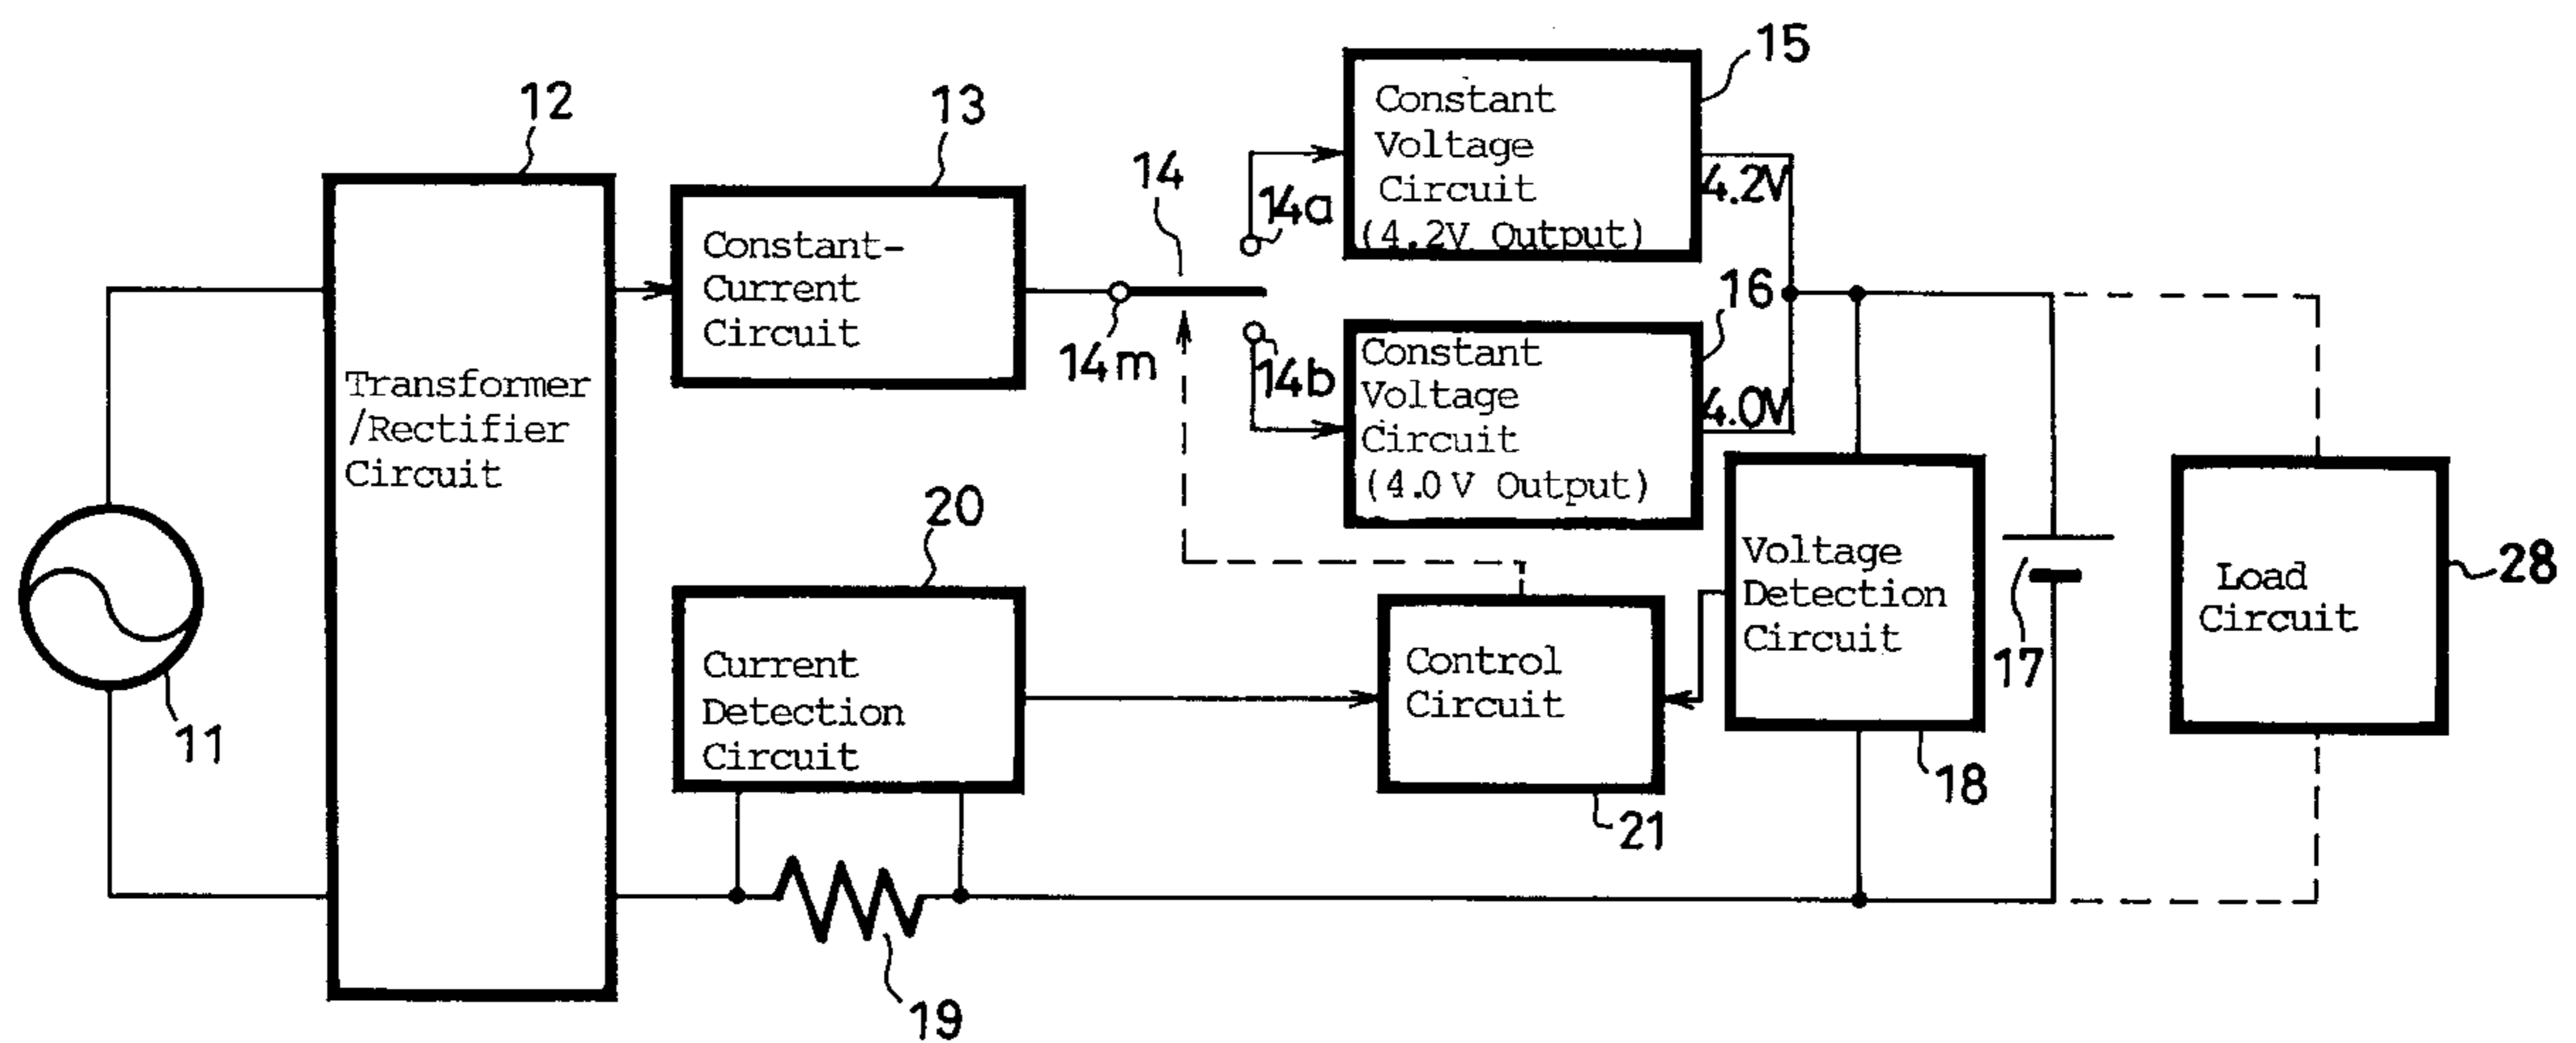 12
Transformer
/Rectifier
Circuit
11
13
Constant-
Current
Circuit
14
14m
14a
14b
15
Constant
Voltage
Circuit
(4.2V Output)
4.2V
16
Constant
Voltage
Circuit
(4.0V Output)
4.0V
20
Current
Detection
Circuit
19
Control
Circuit
21
Voltage
Detection
Circuit
18
17
Load
Circuit
28